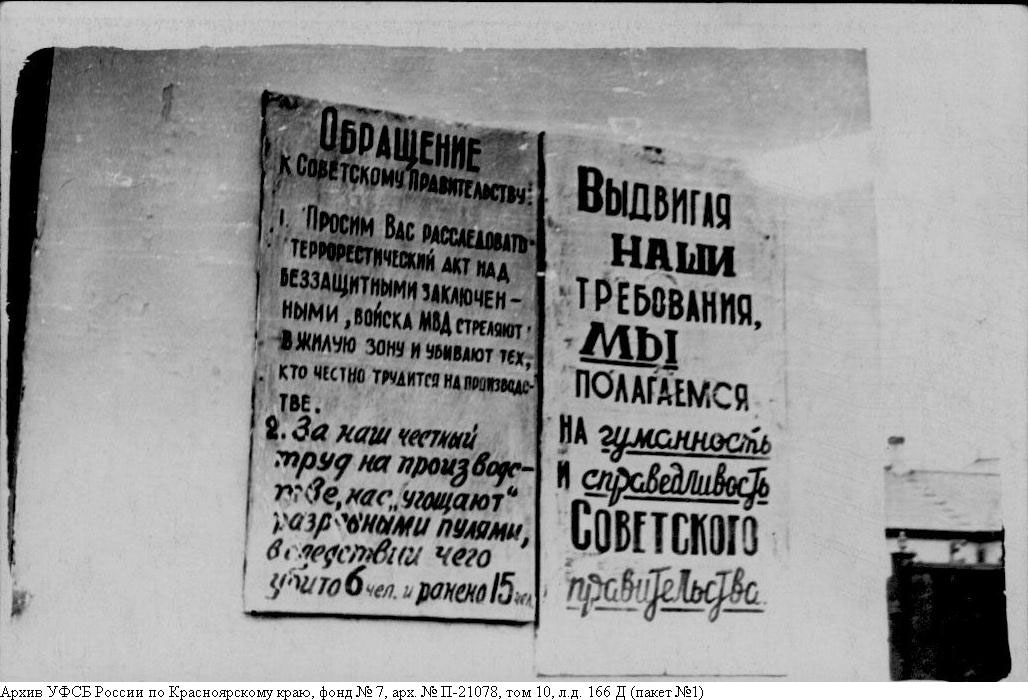 ОБРАЩЕНИЕ
К СОВЕТСКОМУ ПРАВИТЕЛЬСТВУ:
1. ПРОСИМ ВАС РАССЛЕДОВАТЬ
ТЕРРОРЕСТИЧЕСКИЙ АКТ НАД
БЕЗЗАЩИТНЫМИ ЗАКЛЮЧЕН-
НЫМИ, ВОЙСКА МВД СТРЕЛЯЮТ
В ЖИЛУЮ ЗОНУ И УБИВАЮТ ТЕХ,
КТО ЧЕСТНО ТРУДИТСЯ НА ПРОИЗВОДС-
ТВЕ.
2. За наш честный
труд на производс-
тве, нас „угощают“
разрывными пулями,
вследствии чего
убито 6 чел. и ранено 15 чел.
ВЫДВИГАЯ
НАШИ
ТРЕБОВАНИЯ,
МЫ
ПОЛАГАЕМСЯ
НА гуманность
И справедливость
СОВЕТСКОГО
правительства
Архив УФСБ России по Красноярскому краю, фонд № 7, арх. № П-21078, том 10, л.д. 166 Д (пакет №1)